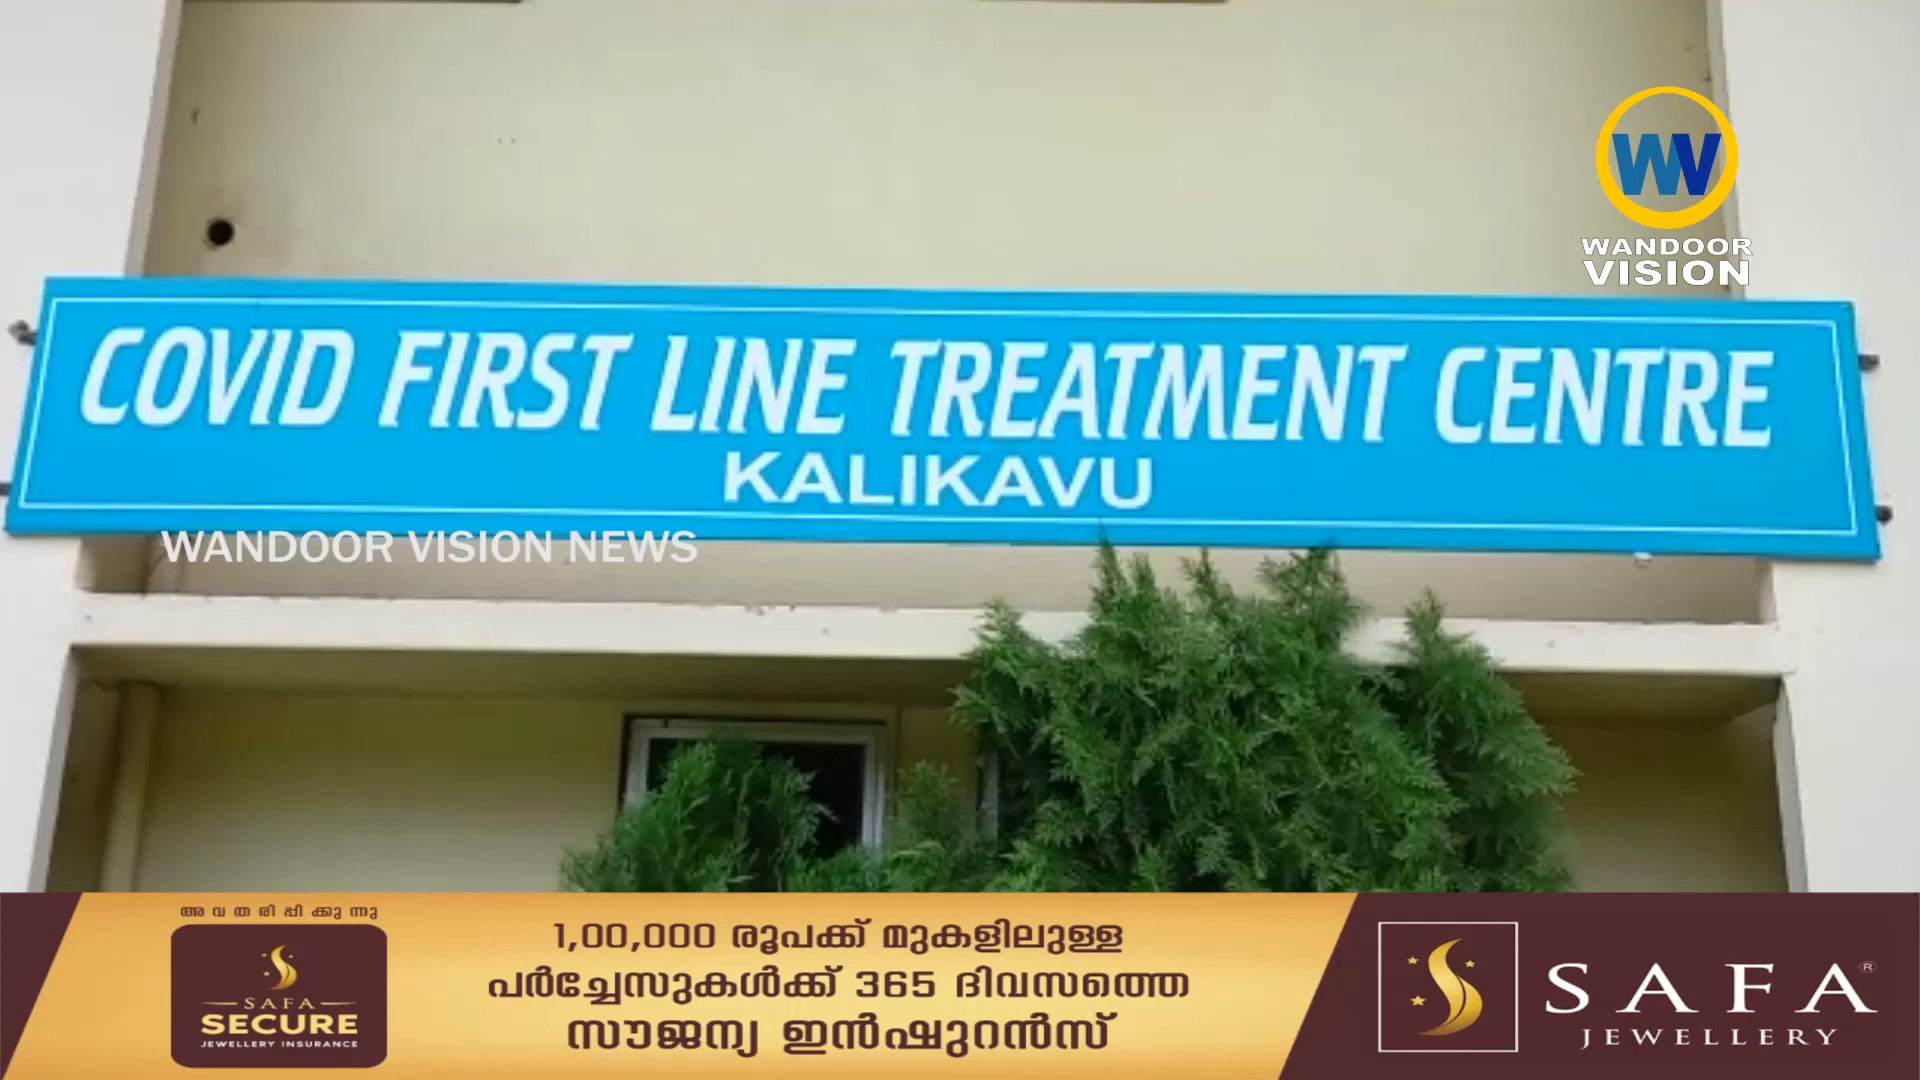 WV
WANDOOR
VISION
COVID FIRST LINE TREATMENT CENTRE
KALIKAVU
WANDOOR VISION NEWS
അവതരിപ്പിക്കുന്നു
SAFA
SECURE
JEWELLERY INSURANCE
1,00,000 രൂപക്ക് മുകളിലുള്ള
പർച്ചേസുകൾക്ക് 365 ദിവസത്തെ
സൗജന്യ ഇൻഷുറൻസ്
SAFA®
JEWELLERY